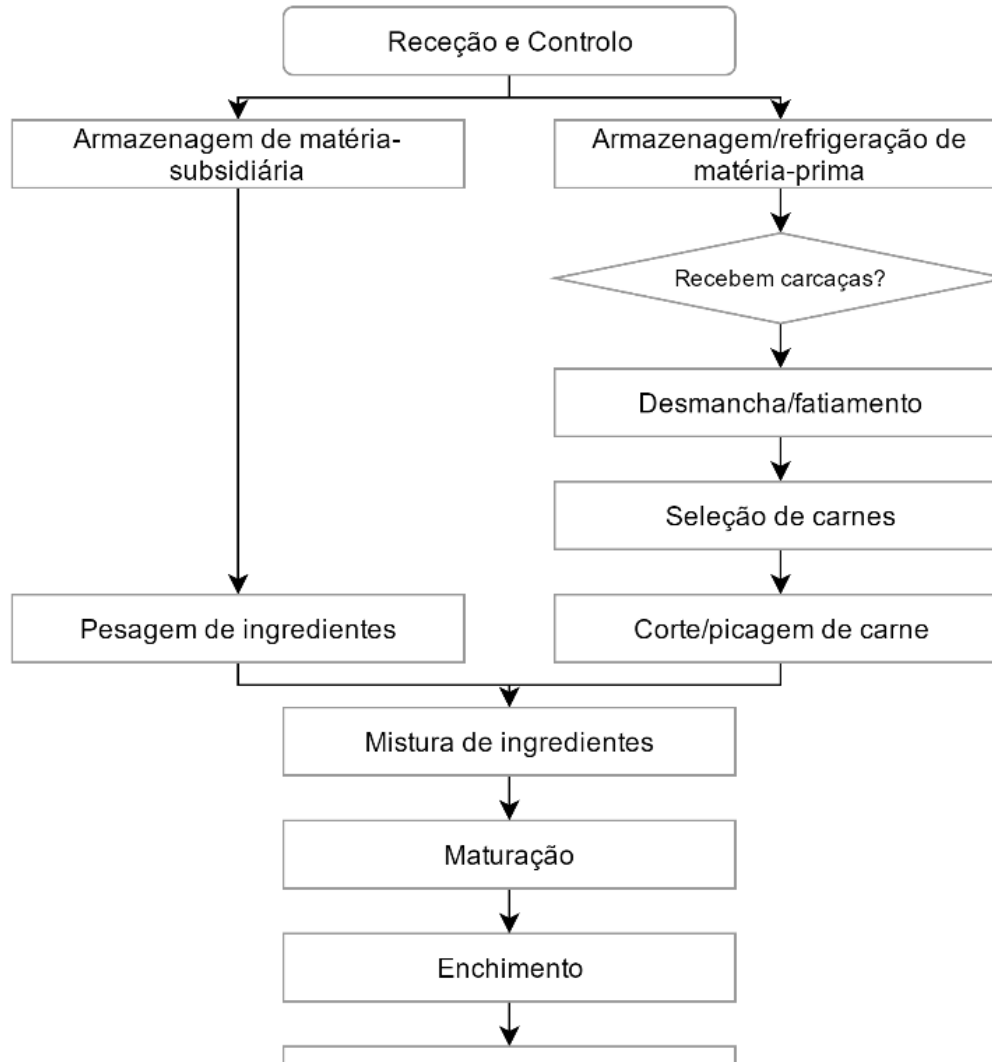 Receção e Controlo
Armazenagem de matéria-
subsidiária
Armazenagem/refrigeração de
matéria-prima
Recebem carcaças?
Desmancha/fatiamento
Seleção de carnes
Pesagem de ingredientes
Corte/picagem de carne
Mistura de ingredientes
Maturação
Enchimento